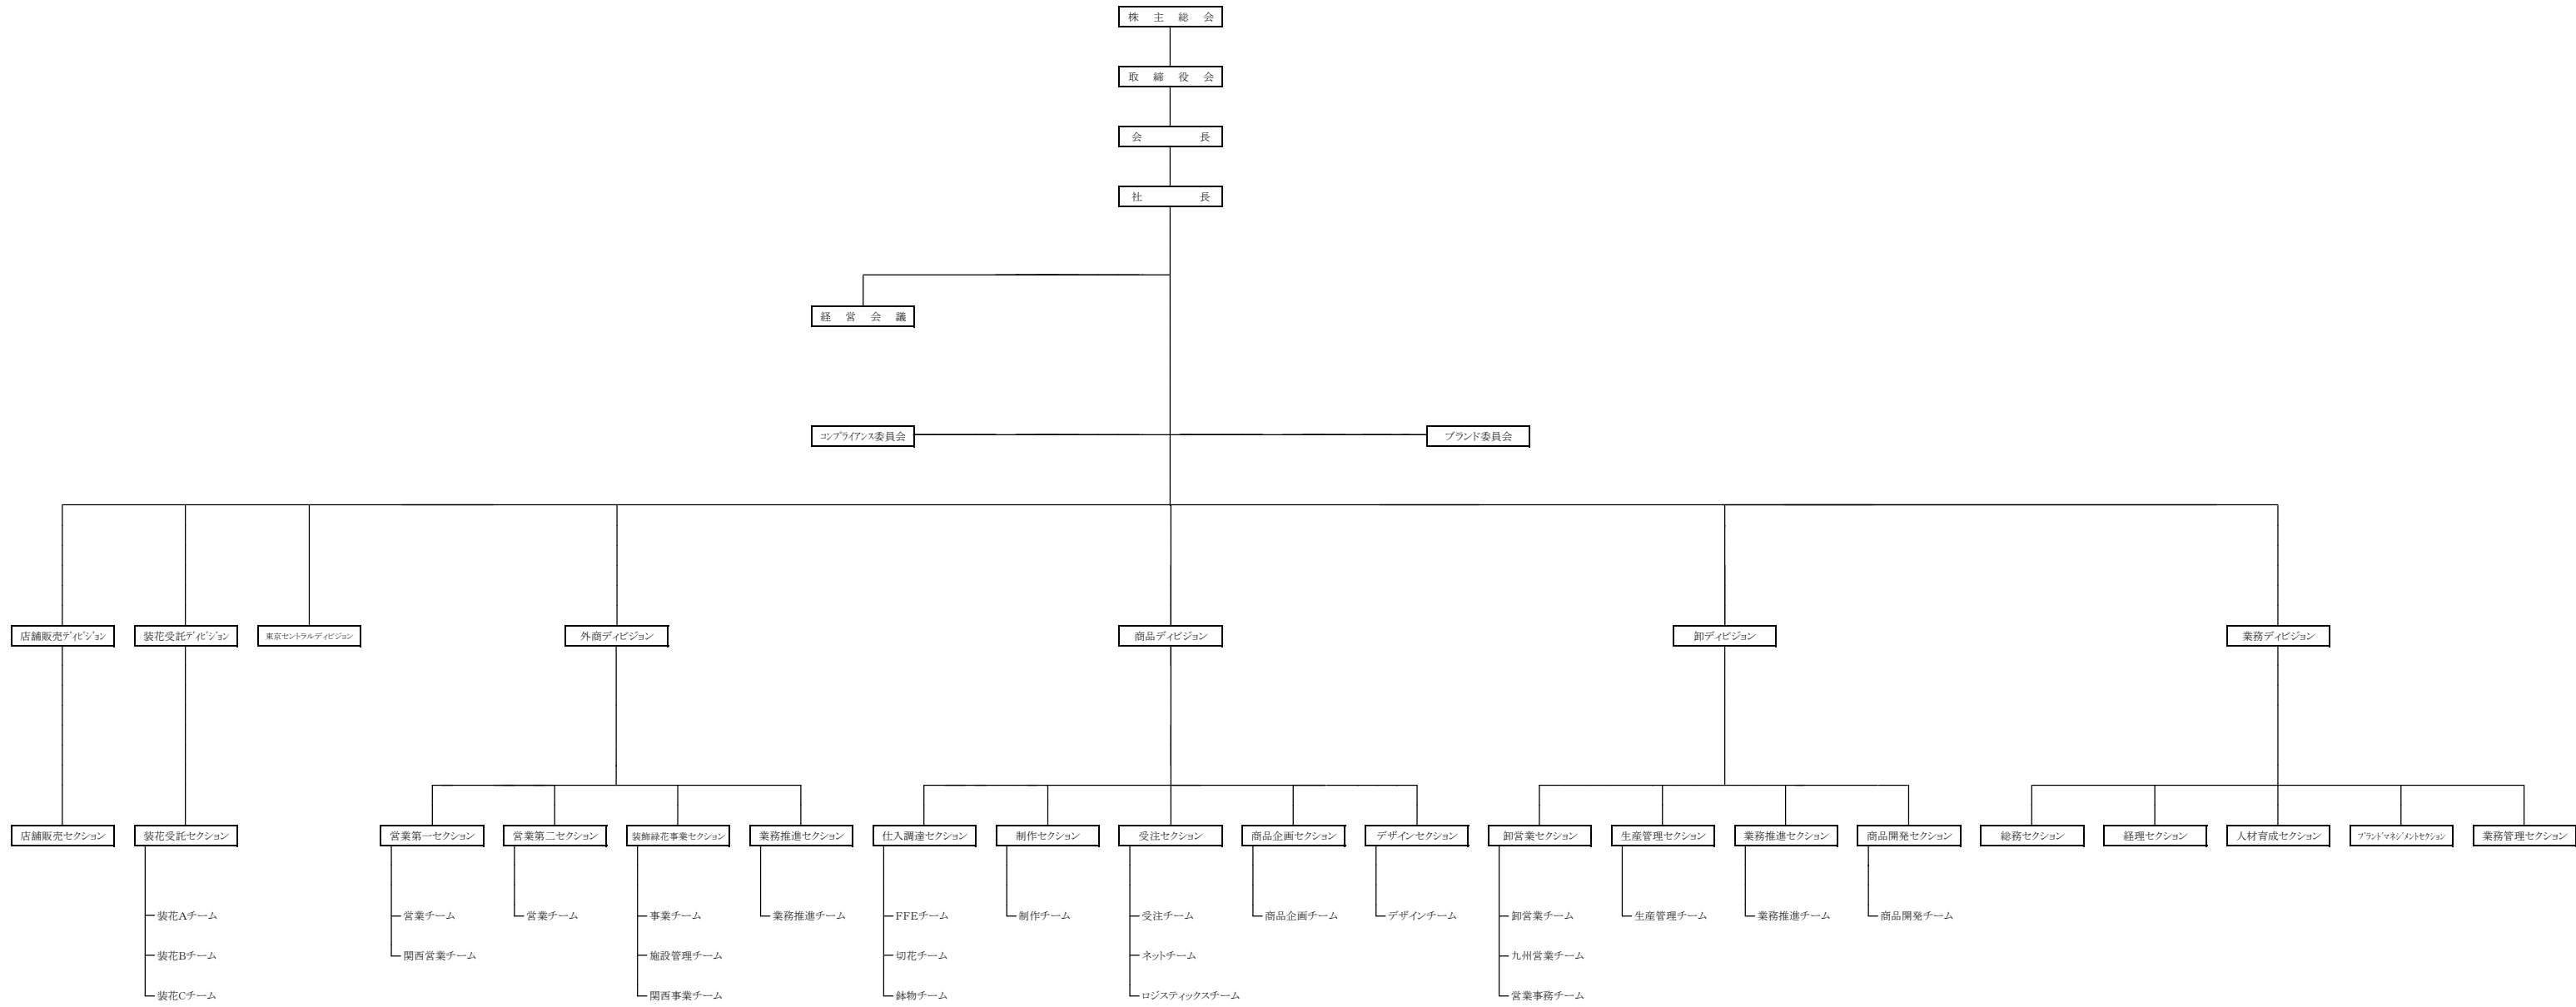 株主総会
取締役会
会長
社長
経営会議
コンプライアンス委員会 ブランド委員会
店舗販売ディビジョン 装花受託ディビジョン 東京セントラルディビジョン 外商ディビジョン 商品ディビジョン 卸ディビジョン 業務ディビジョン
店舗販売セクション 装花受託セクション 営業第一セクション 営業第二セクション 装飾緑花事業セクション 業務推進セクション 仕入調達セクション 制作セクション 受注セクション 商品企画セクション デザインセクション 卸営業セクション 生産管理セクション 業務推進セクション 商品開発セクション 総務セクション 経理セクション 人材育成セクション ブランドマネジメントセクション 業務管理セクション
装花Aチーム 営業チーム 営業チーム 事業チーム 業務推進チーム FFEチーム 制作チーム 受注チーム 商品企画チーム デザインチーム 卸営業チーム 生産管理チーム 業務推進チーム 商品開発チーム
装花Bチーム 関西営業チーム 施設管理チーム 切花チーム ネットチーム 九州営業チーム
装花Cチーム 関西事業チーム 鉢物チーム ロジスティックスチーム 営業事務チーム